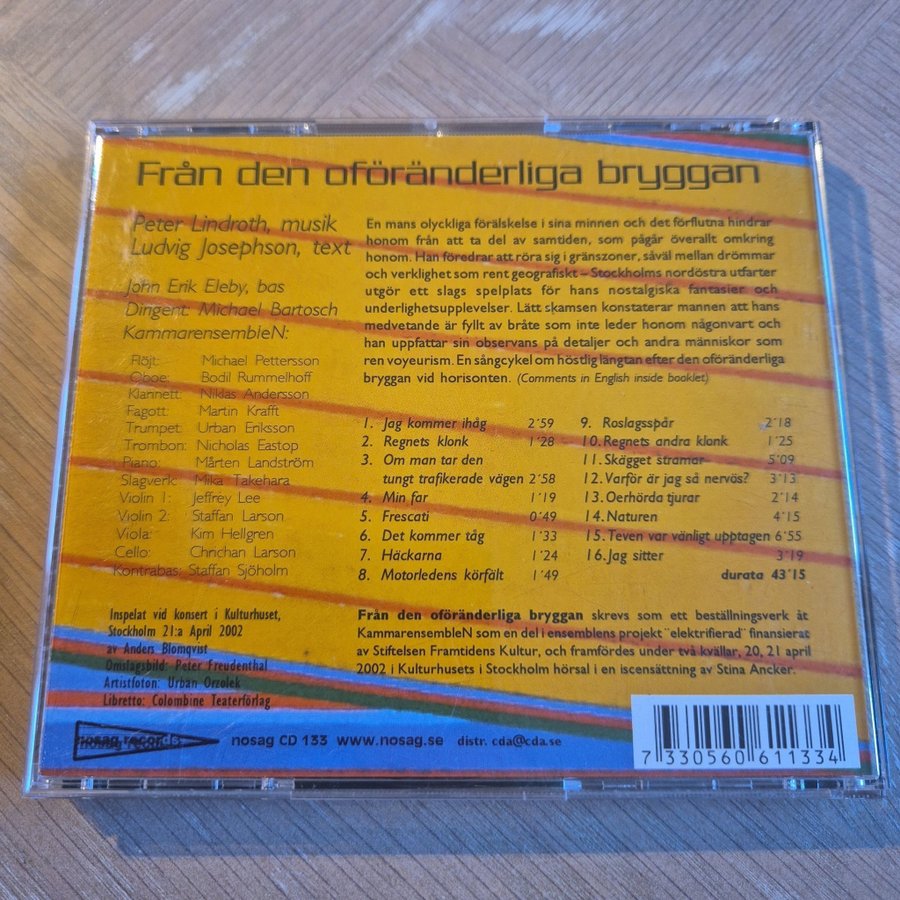 Från den oföränderliga bryggan
Peter Lindroth, musik
Ludvig Josephson, text
John Erik Eleby, bas
Dirigent: Michael Bartosch
KammarensembleN:
Flöjt: Michael Pettersson
Oboe: Bodil Rummelhoff
Klarinett: Niklas Andersson
Fagott: Martin Krafft
Trumpet: Urban Eriksson
Trombon: Nicholas Eastop
Piano: Mårten Landström
Slagverk: Mika Takehara
Violin 1: Jeffrey Lee
Violin 2: Staffan Larson
Viola: Kim Hellgren
Cello: Chrichan Larson
Kontrabas: Staffan Sjöholm
En mans olyckliga förälskelse i sina minnen och det förflutna hindrar
honom från att ta del av samtiden, som pågår överallt omkring
honom. Han föredrar att röra sig i gränszoner, såväl mellan drömmar
och verklighet som rent geografiskt – Stockholms nordöstra utfarter
utgör ett slags spelplats för hans nostalgiska fantasier och
underlighetsupplevelser. Lätt skamsen konstaterar mannen att hans
medvetande är fyllt av bråte som inte leder honom någonvart och
han uppfattar sin observans på detaljer och andra människor som
ren voyeurism. En sångcykel om höstlig längtan efter den oföränderliga
bryggan vid horisonten. (Comments in English inside booklet)
1. Jag kommer ihåg 2´59
2. Regnets klonk 1´28
3. Om man tar den
tungt trafikerade vägen 2´58
4. Min far 1´19
5. Frescati 0´49
6. Det kommer tåg 1´33
7. Häckarna 1´24
8. Motorledens körfält 1´49
9. Roslagsspår 2´18
10. Regnets andra klonk 1´25
11. Skägget stramar 5´09
12. Varför är jag så nervös? 3´13
13. Oerhörda tjurar 2´14
14. Naturen 4´15
15. Teven var vänligt upptagen 6´55
16. Jag sitter 3´19
durata 43´15
Inspelat vid konsert i Kulturhuset,
Stockholm 21:a April 2002
av Anders Blomqvist
Omslagsbild: Peter Freudenthal
Artistfoton: Urban Orzolek
Libretto: Colombine Teaterförlag
Från den oföränderliga bryggan skrevs som ett beställningsverk åt
KammarensembleN som en del i ensemblens projekt "elektrifierad" finansierat
av Stiftelsen Framtidens Kultur, och framfördes under två kvällar, 20, 21 april
2002 i Kulturhusets i Stockholm hörsal i en iscensättning av Stina Ancker.
nosag records
nosag CD 133 www.nosag.se distr. cda@cda.se
7 330560 611334